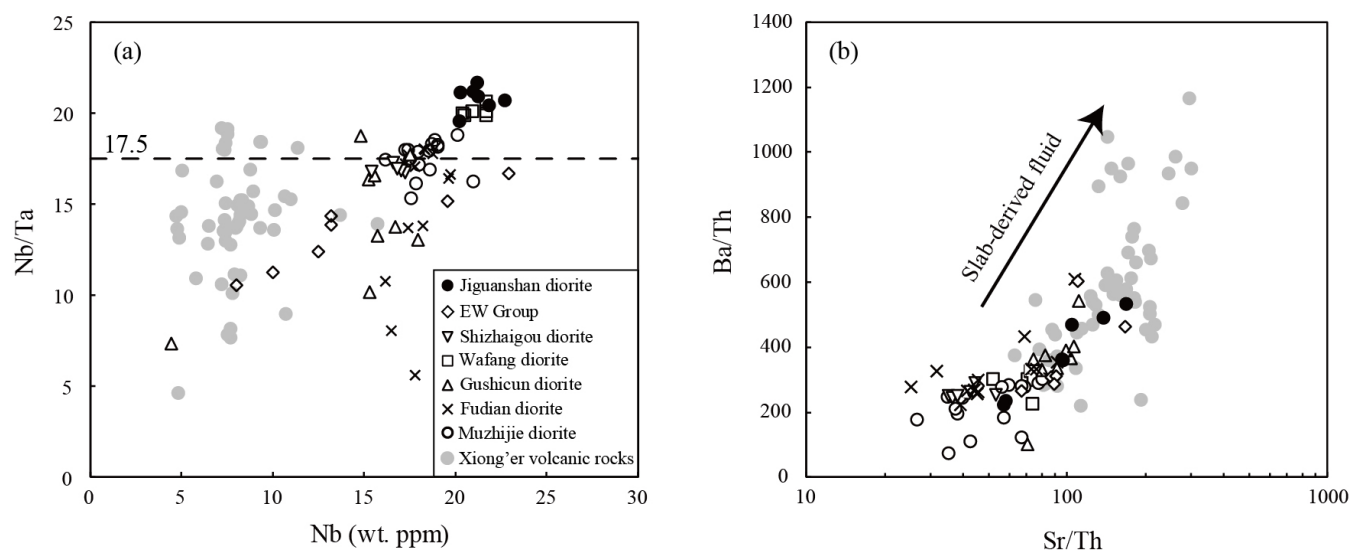 (a)
25
20
15
10
5
0
17.5
Nb/Ta
0 5 10 15 20 25 30
Nb (wt. ppm)
Jiguanshan diorite
EW Group
Shizhaigou diorite
Wafang diorite
Gushicun diorite
Fudian diorite
Muzhijie diorite
Xiong'er volcanic rocks
(b)
1400
1200
1000
800
600
400
200
0
Slab-derived fluid
Ba/Th
10 100 1000
Sr/Th